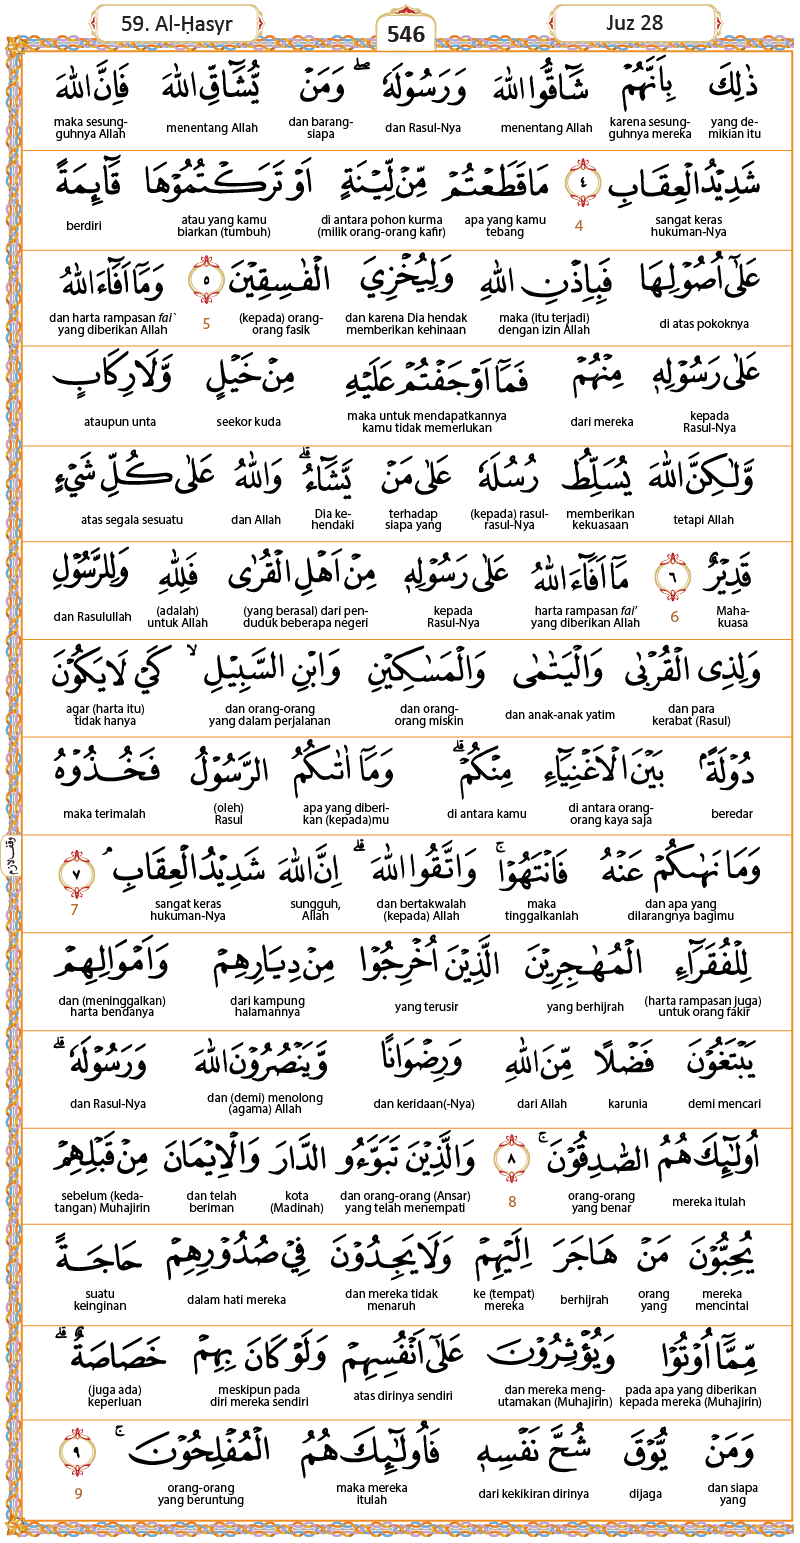 59. Al-Ḥasyr 546 Juz 28
ذٰلِكَ بِاَنَّهُمْ شَاۤقُّوا اللّٰهَ وَرَسُوْلَهٗ ۖ وَمَنْ يُّشَاۤقِّ اللّٰهَ فَاِنَّ اللّٰهَ
yang de-mikian itu karena sesung-guhnya mereka menentang Allah dan Rasul-Nya dan barang-siapa menentang Allah maka sesung-guhnya Allah
شَدِيْدُ الْعِقَابِ ٤ مَا قَطَعْتُمْ مِّنْ لِّيْنَةٍ اَوْ تَرَكْتُمُوْهَا قَاۤىِٕمَةً
sangat keras hukuman-Nya 4 apa yang kamu tebang di antara pohon kurma (milik orang-orang kafir) atau yang kamu biarkan (tumbuh) berdiri
عَلٰٓى اُصُوْلِهَا فَبِاِذْنِ اللّٰهِ وَلِيُخْزِيَ الْفٰسِقِيْنَ ٥ وَمَآ اَفَاۤءَ اللّٰهُ
di atas pokoknya maka (itu terjadi) dengan izin Allah dan karena Dia hendak memberikan kehinaan (kepada) orang-orang fasik 5 dan harta rampasan fai` yang diberikan Allah
عَلٰى رَسُوْلِهٖ مِنْهُمْ فَمَآ اَوْجَفْتُمْ عَلَيْهِ مِنْ خَيْلٍ وَّلَا رِكَابٍ
kepada Rasul-Nya dari mereka maka untuk mendapatkannya kamu tidak memerlukan seekor kuda ataupun unta
وَّلٰكِنَّ اللّٰهَ يُسَلِّطُ رُسُلَهٗ عَلٰى مَنْ يَّشَاۤءُ ۗ وَاللّٰهُ عَلٰى كُلِّ شَيْءٍ
tetapi Allah memberikan kekuasaan (kepada) rasul-rasul-Nya terhadap siapa yang Dia ke-hendaki dan Allah atas segala sesuatu
قَدِيْرٌ ٦ مَآ اَفَاۤءَ اللّٰهُ عَلٰى رَسُوْلِهٖ مِنْ اَهْلِ الْقُرٰى فَلِلّٰهِ وَلِلرَّسُوْلِ
Maha-kuasa 6 harta rampasan fai’ yang diberikan Allah kepada Rasul-Nya (yang berasal) dari pen-duduk beberapa negeri (adalah) untuk Allah dan Rasulullah
وَلِذِى الْقُرْبٰى وَالْيَتٰمٰى وَالْمَسٰكِيْنِ وَابْنِ السَّبِيْلِ ۙ كَيْ لَا يَكُوْنَ
dan para kerabat (Rasul) dan anak-anak yatim dan orang-orang miskin dan orang-orang yang dalam perjalanan agar (harta itu) tidak hanya
دُوْلَةً ۢ بَيْنَ الْاَغْنِيَاۤءِ مِنْكُمْ ۗ وَمَآ اٰتٰىكُمُ الرَّسُوْلُ فَخُذُوْهُ
beredar di antara orang-orang kaya saja di antara kamu apa yang diberi-kan (kepada)mu (oleh) Rasul maka terimalah
وَمَا نَهٰىكُمْ عَنْهُ فَانْتَهُوْا ۚ وَاتَّقُوا اللّٰهَ ۗ اِنَّ اللّٰهَ شَدِيْدُ الْعِقَابِ ۘ ٧ وقف لازم
dan apa yang dilarangnya bagimu maka tinggalkanlah dan bertakwalah (kepada) Allah sungguh, Allah sangat keras hukuman-Nya 7
لِلْفُقَرَاۤءِ الْمُهٰجِرِيْنَ الَّذِيْنَ اُخْرِجُوْا مِنْ دِيَارِهِمْ وَاَمْوَالِهِمْ
(harta rampasan juga) untuk orang fakir yang berhijrah yang terusir dari kampung halamannya dan (meninggalkan) harta bendanya
يَبْتَغُوْنَ فَضْلًا مِّنَ اللّٰهِ وَرِضْوَانًا وَّيَنْصُرُوْنَ اللّٰهَ وَرَسُوْلَهٗ ۗ
demi mencari karunia dari Allah dan keridaan(-Nya) dan (demi) menolong (agama) Allah dan Rasul-Nya
اُولٰۤىِٕكَ هُمُ الصّٰدِقُوْنَ ۚ ٨ وَالَّذِيْنَ تَبَوَّءُو الدَّارَ وَالْاِيْمَانَ مِنْ قَبْلِهِمْ
mereka itulah orang-orang yang benar 8 dan orang-orang (Ansar) yang telah menempati kota (Madinah) dan telah beriman sebelum (keda-tangan) Muhajirin
يُحِبُّوْنَ مَنْ هَاجَرَ اِلَيْهِمْ وَلَا يَجِدُوْنَ فِيْ صُدُوْرِهِمْ حَاجَةً
mereka mencintai orang yang berhijrah ke (tempat) mereka dan mereka tidak menaruh dalam hati mereka suatu keinginan
مِّمَّآ اُوْتُوْا وَيُؤْثِرُوْنَ عَلٰٓى اَنْفُسِهِمْ وَلَوْ كَانَ بِهِمْ خَصَاصَةٌ ۗ
pada apa yang diberikan kepada mereka (Muhajirin) dan mereka meng-utamakan (Muhajirin) atas dirinya sendiri meskipun pada diri mereka sendiri (juga ada) keperluan
وَمَنْ يُّوْقَ شُحَّ نَفْسِهٖ فَاُولٰۤىِٕكَ هُمُ الْمُفْلِحُوْنَ ۚ ٩
dan siapa yang dijaga dari kekikiran dirinya maka mereka itulah orang-orang yang beruntung 9